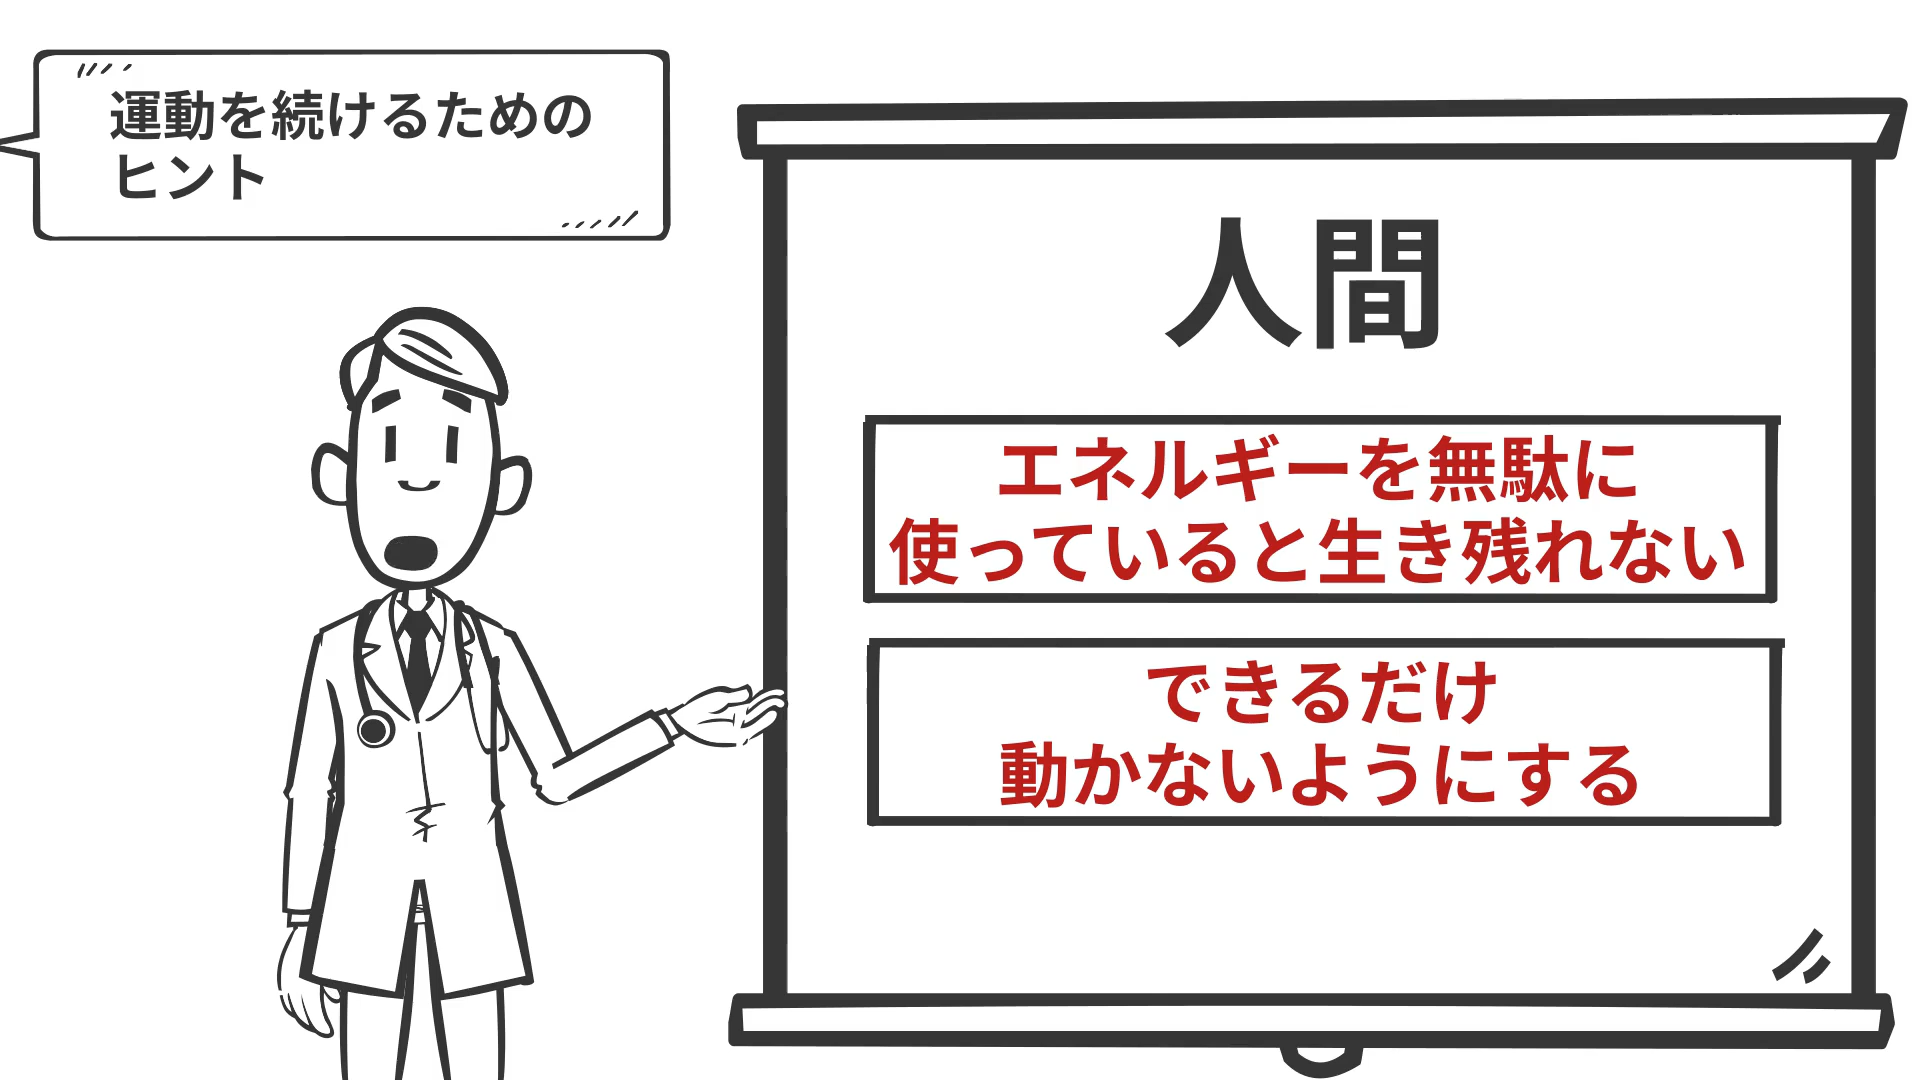 運動を続けるための
ヒント
人間
エネルギーを無駄に
使っていると生き残れない
できるだけ
動かないようにする